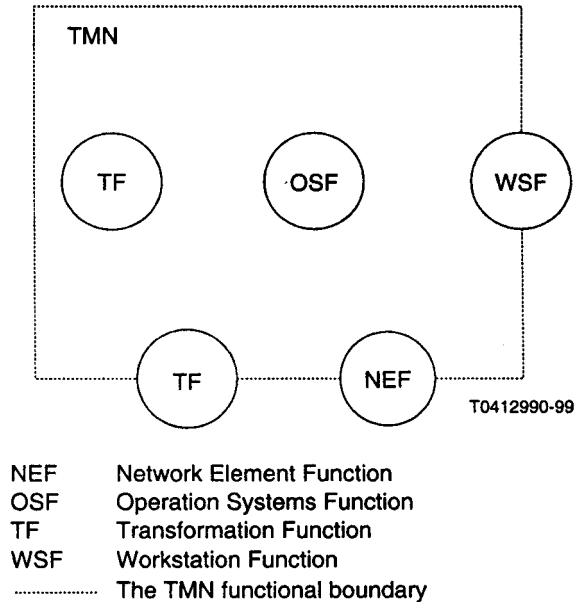 TMN
TF OSF WSF
TF NEF
T0412990-99
NEF Network Element Function
OSF Operation Systems Function
TF Transformation Function
WSF Workstation Function
The TMN functional boundary